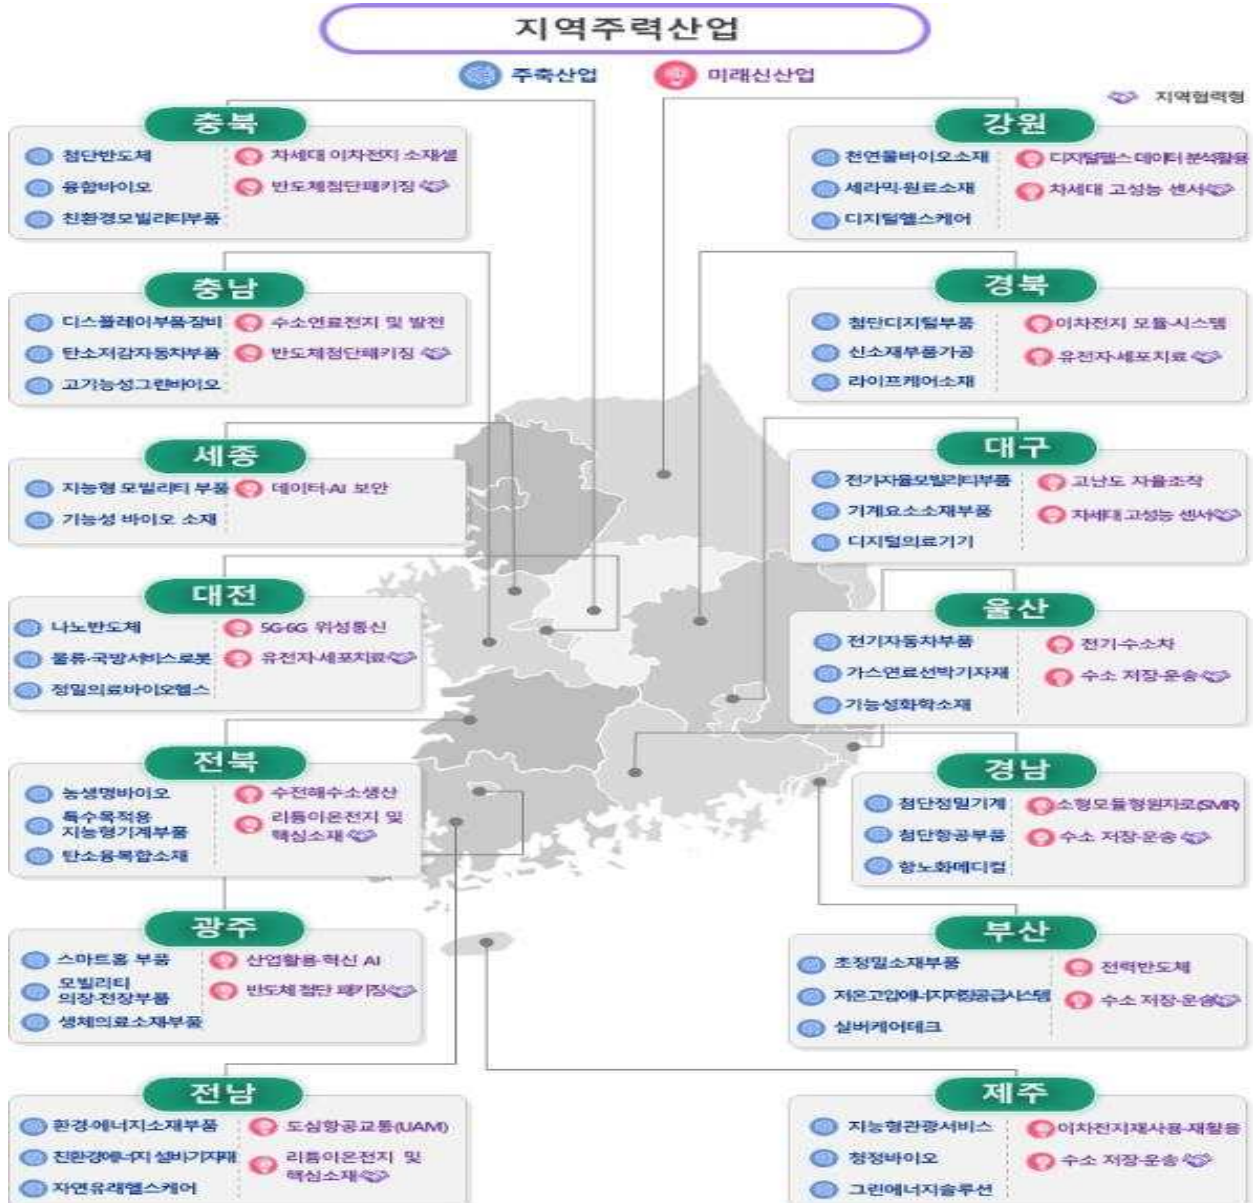 지역주력산업
주축산업
미래신산업
지역협력형
충북
첨단반도체
융합바이오
친환경모빌리티부품
차세대 이차전지 소재셀
반도체첨단패키징
충남
디스플레이부품·장비
탄소저감자동차부품
고기능성그린바이오
수소연료전지 및 발전
반도체첨단패키징
세종
지능형 모빌리티 부품
기능성 바이오 소재
데이터·AI 보안
대전
나노반도체
물류·국방서비스로봇
정밀의료바이오헬스
5G·6G 위성통신
유전자·세포치료
전북
농생명바이오
특수목적용
지능형기계부품
탄소융복합소재
수전해수소생산
리튬이온전지 및
핵심소재
광주
스마트홈 부품
모빌리티
의장·전장부품
생체의료소재부품
산업활용·혁신 AI
반도체 첨단 패키징
전남
환경·에너지소재부품
친환경에너지 설비·기자재
자연유래헬스케어
도심항공교통(UAM)
리튬이온전지 및
핵심소재
강원
천연물바이오소재
세라믹·원료소재
디지털헬스케어
디지털헬스 데이터 분석활용
차세대 고성능 센서
경북
첨단디지털부품
신소재부품가공
라이프케어소재
이차전지 모듈·시스템
유전자·세포치료
대구
전기자율모빌리티부품
기계요소소재부품
디지털의료기기
고난도 자율조작
차세대 고성능 센서
울산
전기자동차부품
가스연료선박기자재
기능성화학소재
전기·수소차
수소 저장·운송
경남
첨단정밀기계
첨단항공부품
항노화메디컬
소형모듈형원자로(SMR)
수소 저장·운송
부산
초정밀소재부품
저온고압에너지저장공급시스템
실버케어테크
전력반도체
수소 저장·운송
제주
지능형관광서비스
청정바이오
그린에너지솔루션
이차전지재사용·재활용
수소 저장·운송